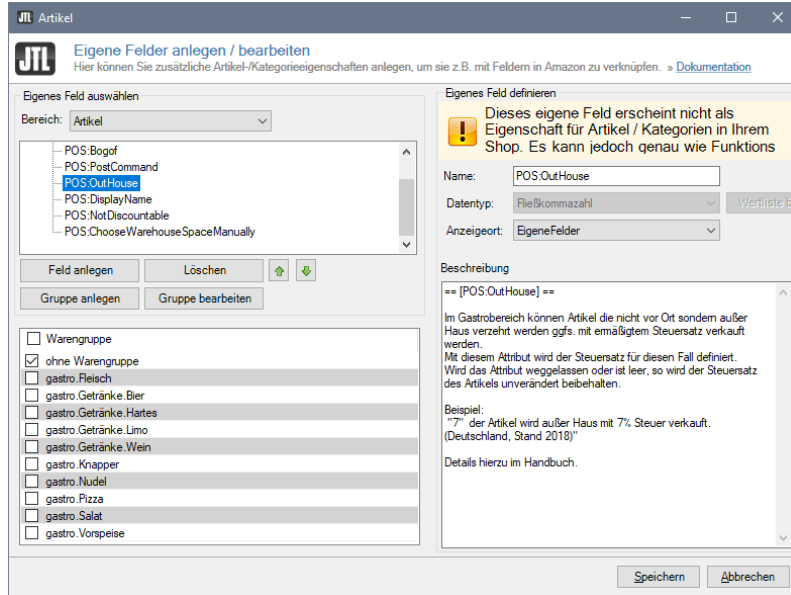 JTL Artikel
JTL
Eigene Felder anlegen / bearbeiten
Hier können Sie zusätzliche Artikel-/Kategorieeigenschaften anlegen, um sie z.B. mit Feldern in Amazon zu verknüpfen. » Dokumentation
Eigenes Feld auswählen
Bereich: Artikel
POS:Bogof
POS:PostCommand
POS:OutHouse
POS:DisplayName
POS:NotDiscountable
POS:ChooseWarehouseSpaceManually
Feld anlegen Löschen
Gruppe anlegen Gruppe bearbeiten
Warengruppe
ohne Warengruppe
gastro.Fleisch
gastro.Getränke.Bier
gastro.Getränke.Hartes
gastro.Getränke.Limo
gastro.Getränke.Wein
gastro.Knapper
gastro.Nudel
gastro.Pizza
gastro.Salat
gastro.Vorspeise
Eigenes Feld definieren
Dieses eigene Feld erscheint nicht als
Eigenschaft für Artikel / Kategorien in Ihrem
Shop. Es kann jedoch genau wie Funktions
Name: POS:OutHouse
Datentyp: Fließkommazahl Wertliste b
Anzeigeort: EigeneFelder
Beschreibung
== [POS:OutHouse] ==
Im Gastrobereich können Artikel die nicht vor Ort sondern außer
Haus verzehrt werden ggfs. mit ermäßigtem Steuersatz verkauft
werden.
Mit diesem Attribut wird der Steuersatz für diesen Fall definiert.
Wird das Attribut weggelassen oder ist leer, so wird der Steuersatz
des Artikels unverändert beibehalten.
Beispiel:
"7" der Artikel wird außer Haus mit 7% Steuer verkauft.
(Deutschland, Stand 2018)"
Details hierzu im Handbuch.
Speichern Abbrechen